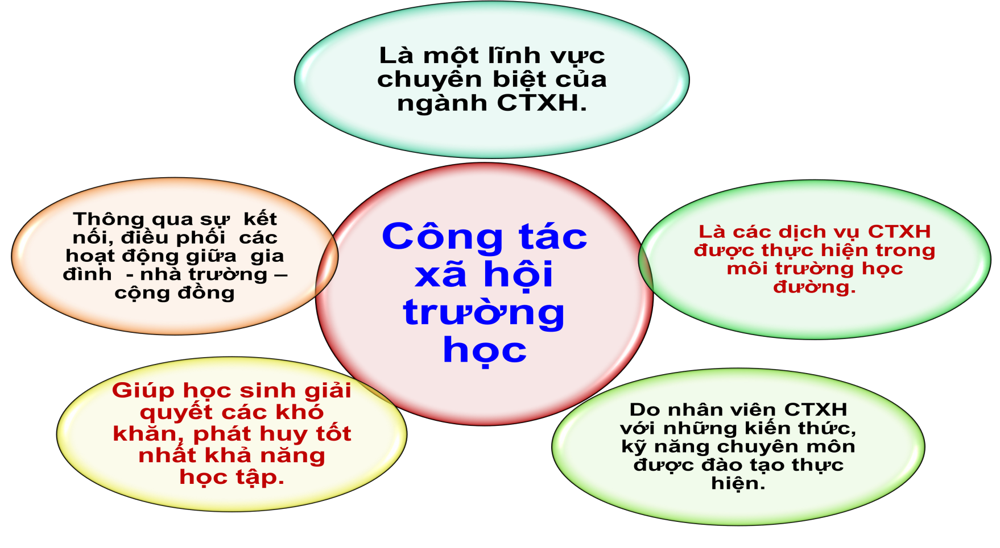 Là một lĩnh vực
chuyên biệt của
ngành CTXH.
Thông qua sự  kết
nối, điều phối  các
hoạt động giữa  gia
đình  - nhà trường –
cộng đồng
Công tác
xã hội
trường
học
Là các dịch vụ CTXH
được thực hiện trong
môi trường học
đường.
Giúp học sinh giải
quyết các khó
khăn, phát huy tốt
nhất khả năng
học tập.
Do nhân viên CTXH
với những kiến thức,
kỹ năng chuyên môn
được đào tạo thực
hiện.